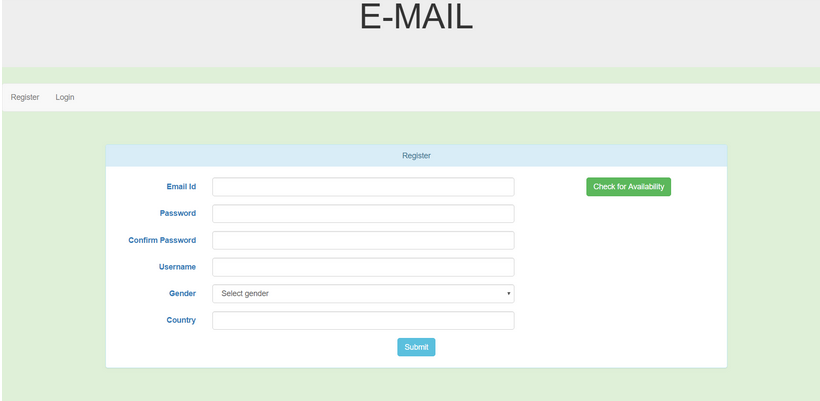 E-MAIL
Register Login
Register
Email Id Check for Availability
Password
Confirm Password
Username
Gender Select gender
Country
Submit